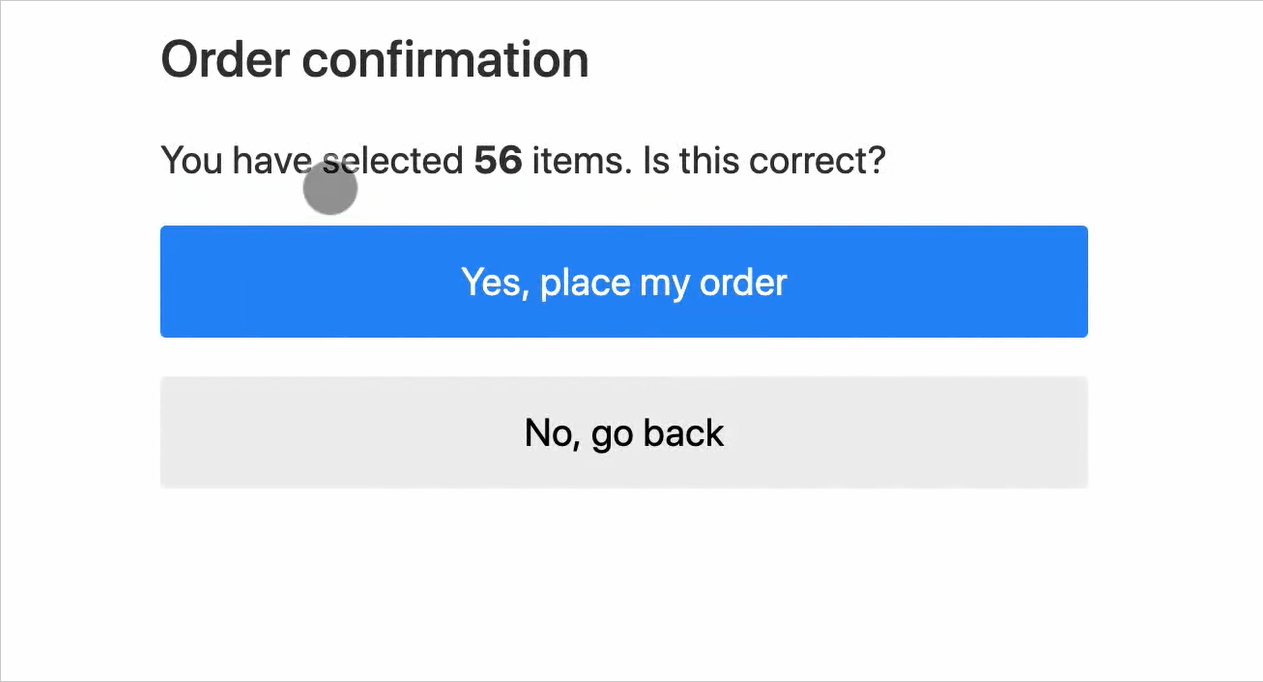 Order confirmation
You have selected 56 items. Is this correct?
Yes, place my order
No, go back